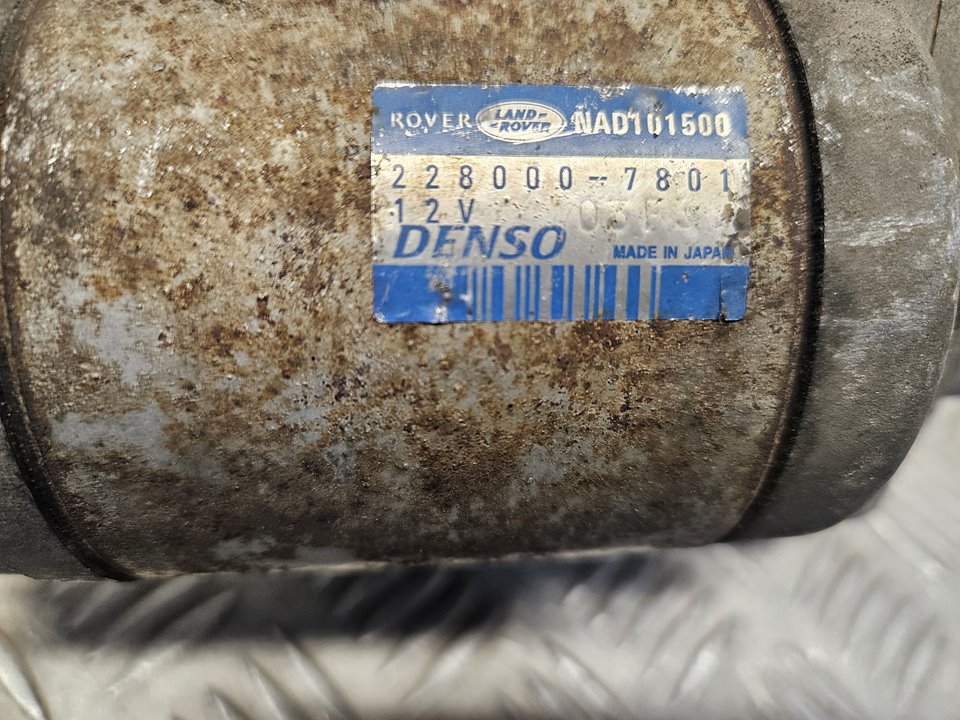 ROVER LAND-ROVER NAD101500
228000-7801
12V
DENSO MADE IN JAPAN